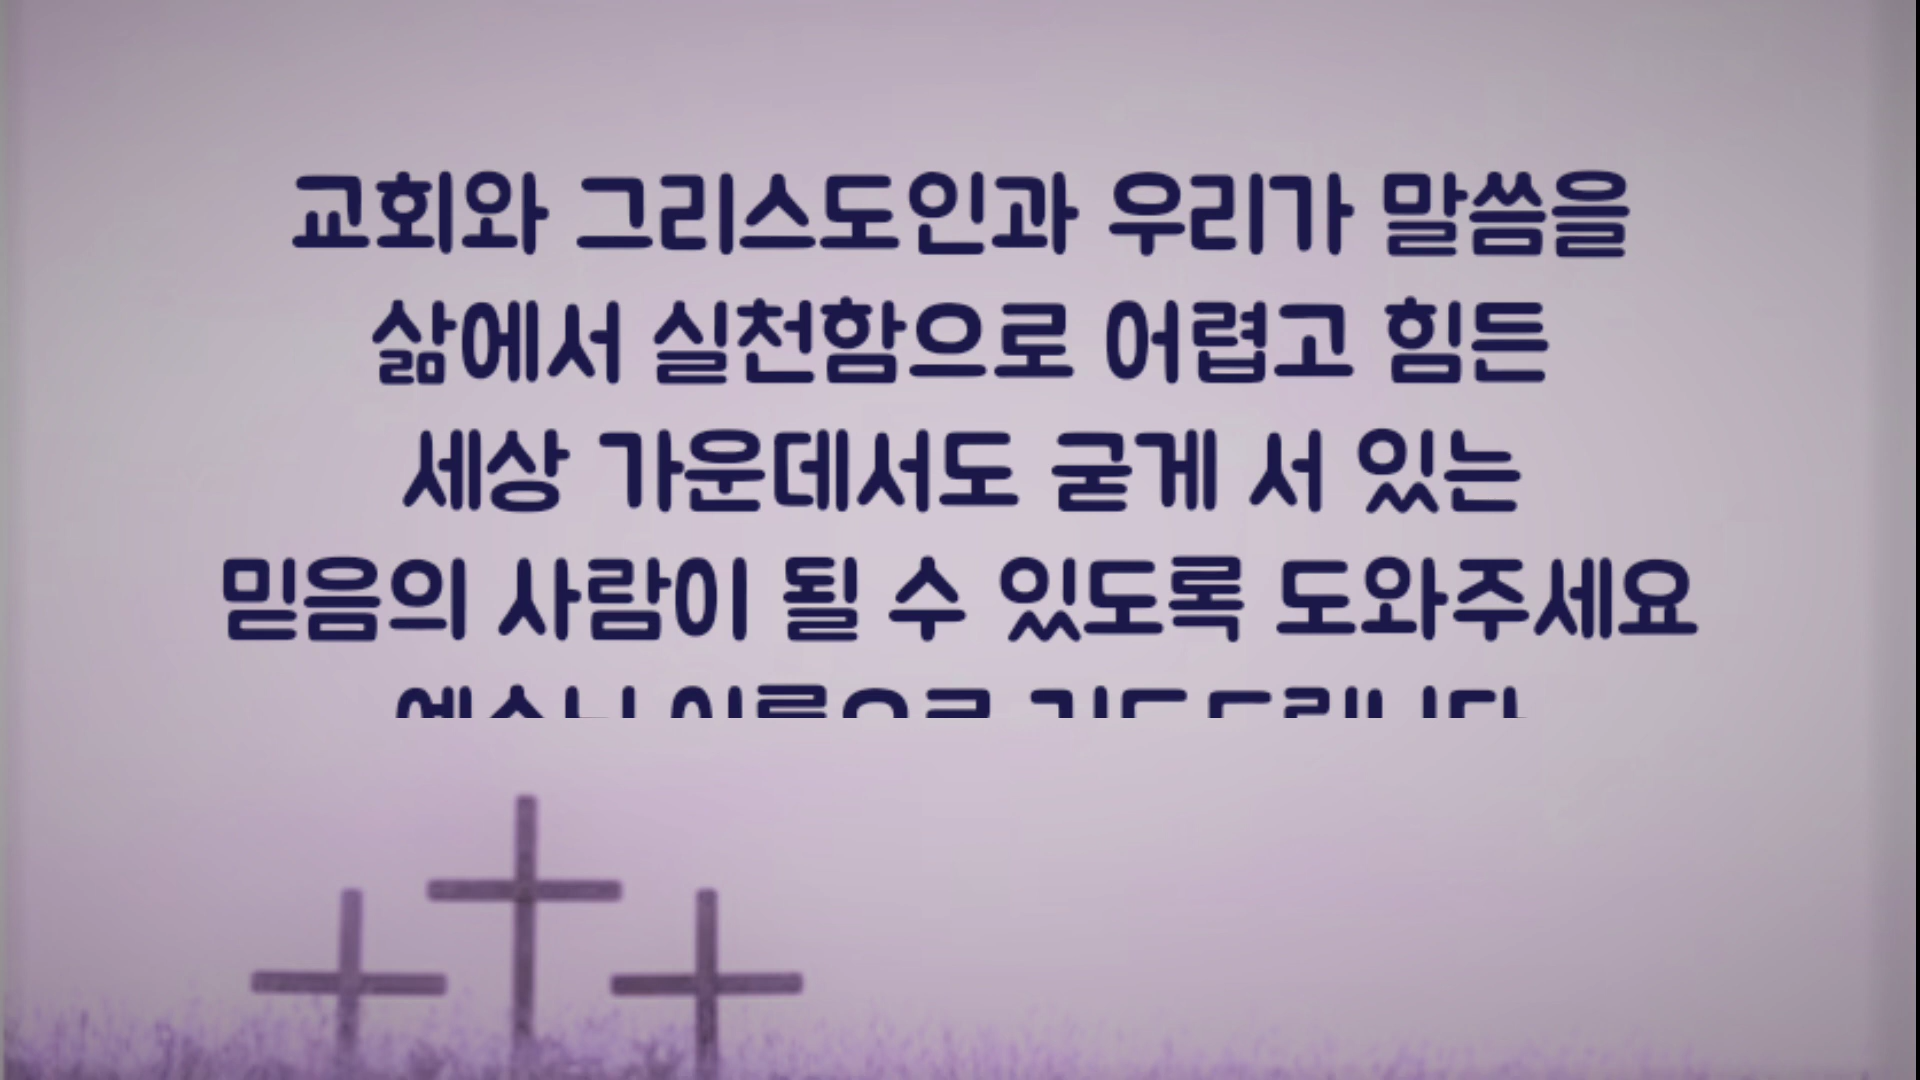 교회와 그리스도인과 우리가 말씀을
삶에서 실천함으로 어렵고 힘든
세상 가운데서도 굳게 서 있는
믿음의 사람이 될 수 있도록 도와주세요